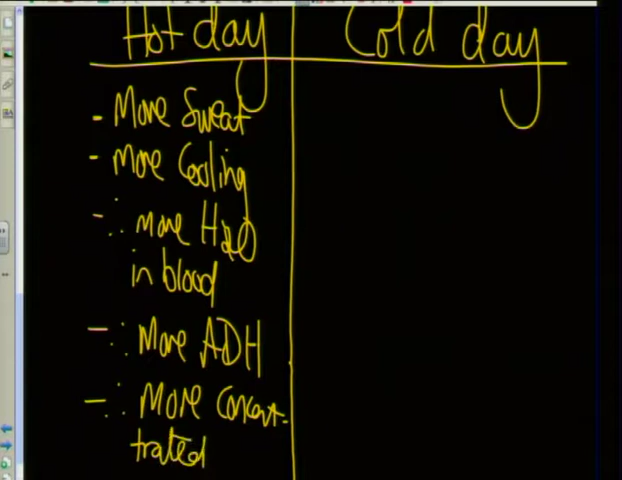 Hot day
Cold day
- More Sweat
- More Cooling
- ∴ more H2O
in blood
- ∴ More ADH
- ∴ More Concent-
trated